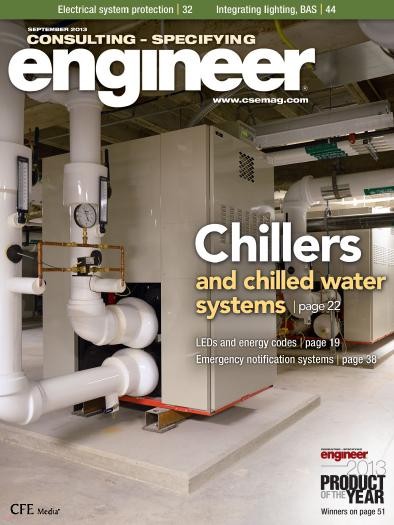 Electrical system protection | 32 Integrating lighting, BAS | 44
SEPTEMBER 2013
CONSULTING - SPECIFYING
engineer®
www.csemag.com
Chillers
and chilled water
systems | page 22
LEDs and energy codes | page 19
Emergency notification systems | page 38
CONSULTING - SPECIFYING
engineer
2013
PRODUCT
OF THE YEAR
Winners on page 51
CFE Media®